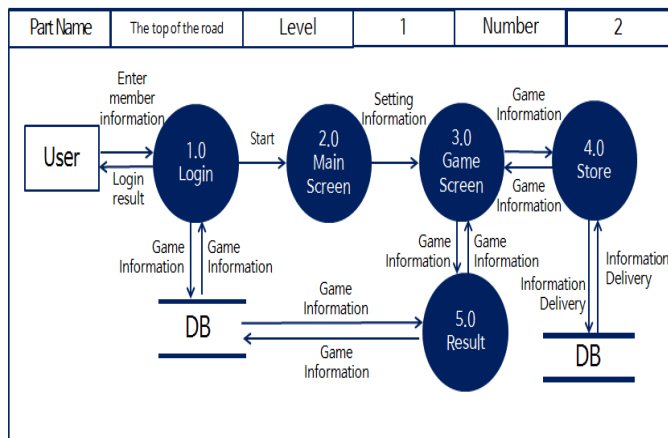 Part Name
The top of the road
Level
1
Number
2
Enter
member
information
User
Login
result
1.0
Login
Start
2.0
Main
Screen
Setting
Information
3.0
Game
Screen
Game
Information
Game
Information
4.0
Store
Game
Information
Game
Information
Game
Information
Game
Information
Information
Delivery
Information
Delivery
DB
Game
Information
Game
Information
5.0
Result
DB